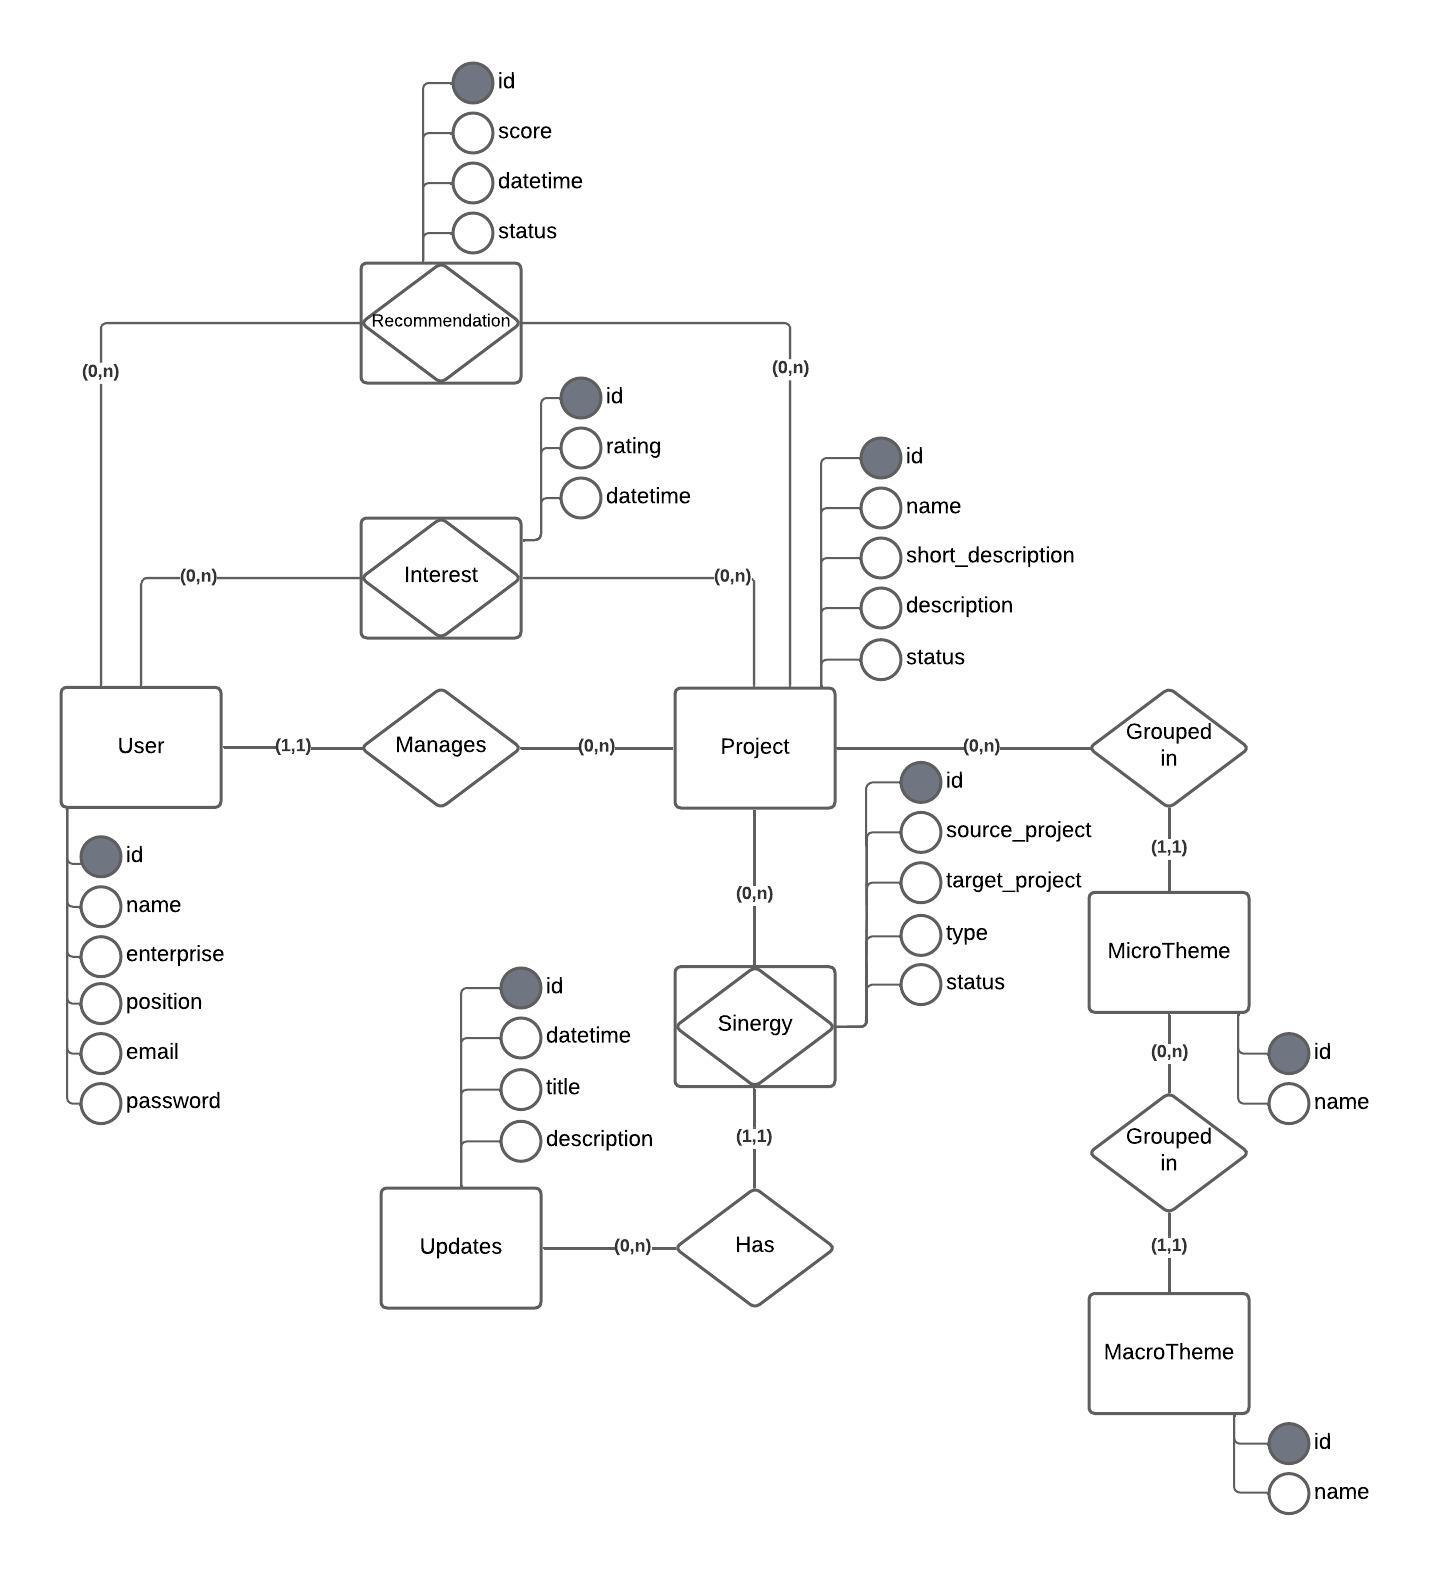 id
score
datetime
status
Recommendation
(0,n)
(0,n)
id
rating
datetime
Interest
(0,n)
(0,n)
id
name
short_description
description
status
User
(1,1)
Manages
(0,n)
Project
(0,n)
Grouped
in
id
source_project
target_project
type
status
(1,1)
MicroTheme
id
name
enterprise
position
email
password
(0,n)
Sinergy
id
datetime
title
description
(0,n)
id
name
Grouped
in
(1,1)
Updates
(0,n)
Has
(1,1)
MacroTheme
id
name